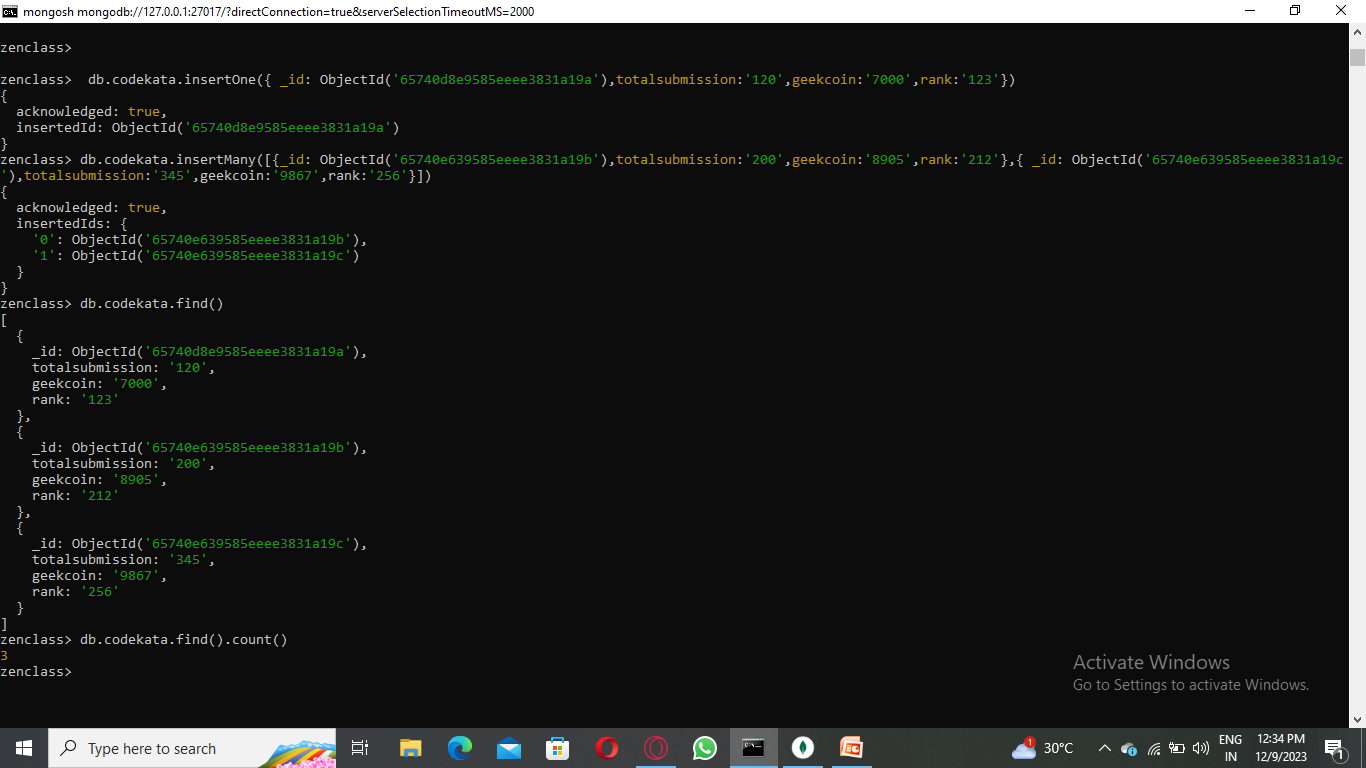 mongosh mongodb://127.0.0.1:27017/?directConnection=true&serverSelectionTimeoutMS=2000
zenclass>
zenclass>  db.codekata.insertOne({ _id: ObjectId('65740d8e9585eeee3831a19a'),totalsubmission:'120',geekcoin:'7000',rank:'123'})
{
  acknowledged: true,
  insertedId: ObjectId('65740d8e9585eeee3831a19a')
}
zenclass> db.codekata.insertMany([{_id: ObjectId('65740e639585eeee3831a19b'),totalsubmission:'200',geekcoin:'8905',rank:'212'},{ _id: ObjectId('65740e639585eeee3831a19c
'),totalsubmission:'345',geekcoin:'9867',rank:'256'}])
{
  acknowledged: true,
  insertedIds: {
    '0': ObjectId('65740e639585eeee3831a19b'),
    '1': ObjectId('65740e639585eeee3831a19c')
  }
}
zenclass> db.codekata.find()
[
  {
    _id: ObjectId('65740d8e9585eeee3831a19a'),
    totalsubmission: '120',
    geekcoin: '7000',
    rank: '123'
  },
  {
    _id: ObjectId('65740e639585eeee3831a19b'),
    totalsubmission: '200',
    geekcoin: '8905',
    rank: '212'
  },
  {
    _id: ObjectId('65740e639585eeee3831a19c'),
    totalsubmission: '345',
    geekcoin: '9867',
    rank: '256'
  }
]
zenclass> db.codekata.find().count()
3
zenclass>
Activate Windows
Go to Settings to activate Windows.
Type here to search
1
30°C
ENG
IN
12:34 PM
12/9/2023
1